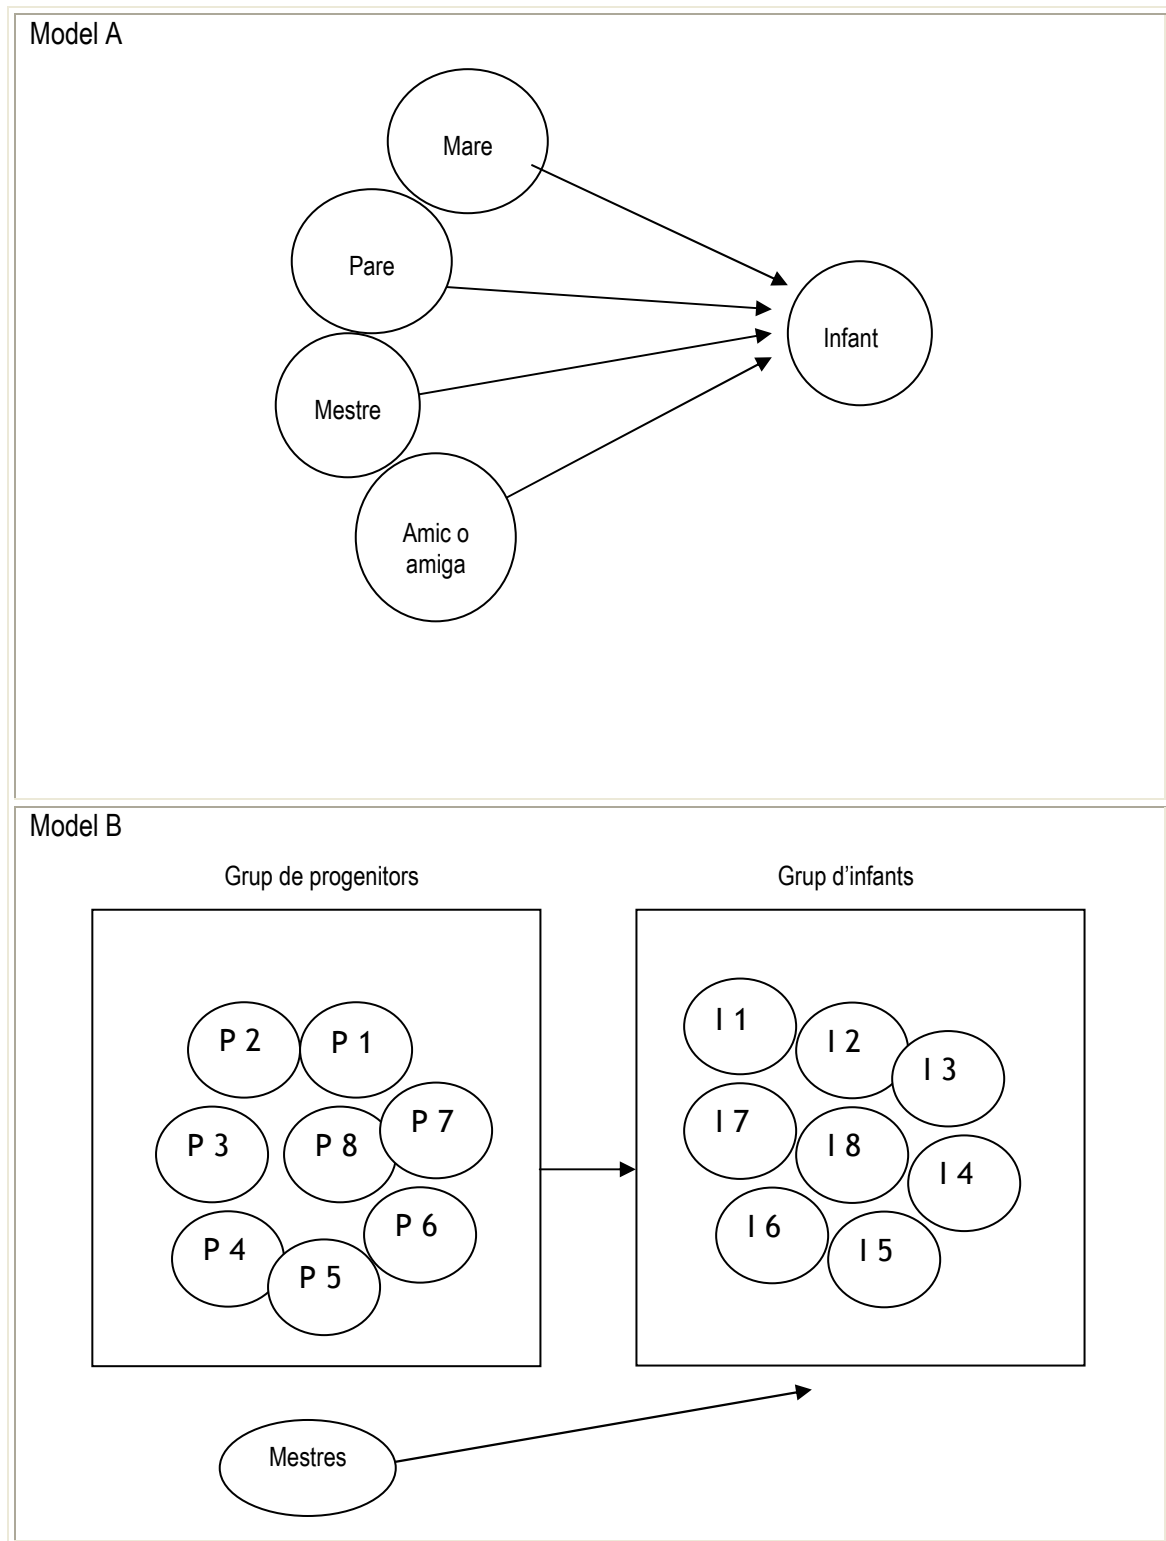 Model A
Mare
Pare
Infant
Mestre
Amic o
amiga
Model B
Grup de progenitors
Grup d’infants
P 2
P 1
P 7
P 3
P 8
P 6
P 4
P 5
I 1
I 2
I 3
I 7
I 8
I 4
I 6
I 5
Mestres